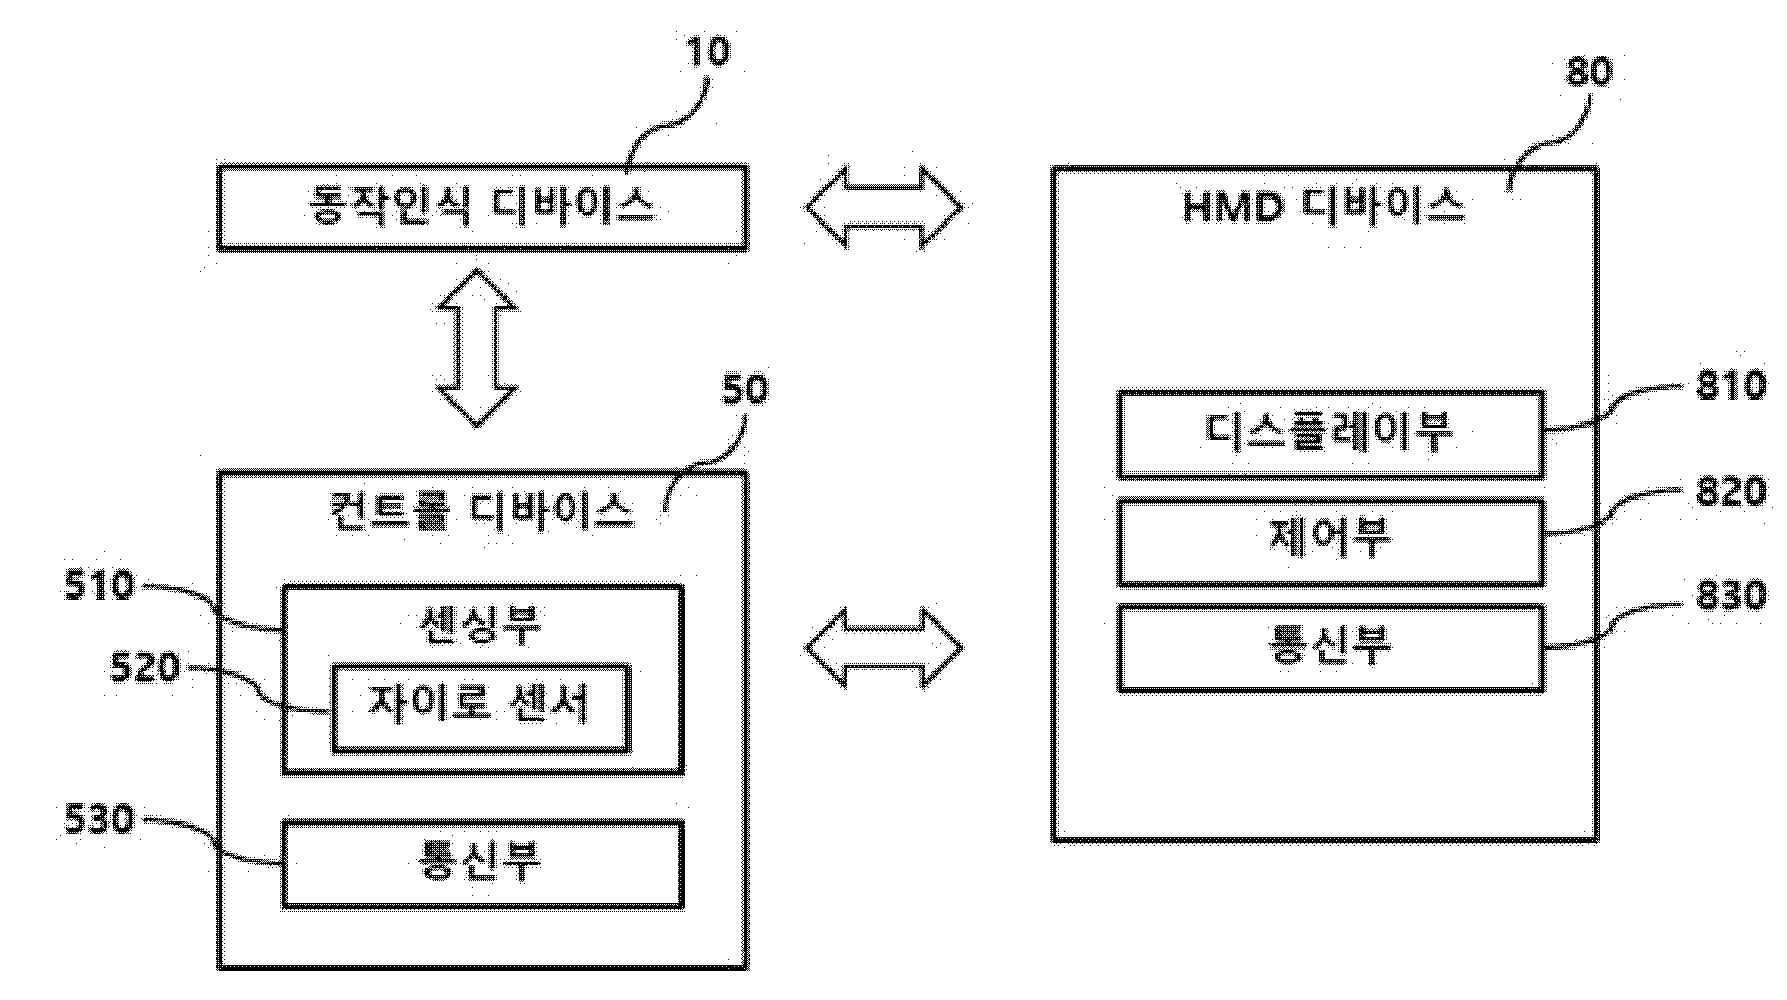 10
동작인식 디바이스
80
HMD 디바이스
50
컨트롤 디바이스
510
센싱부
520
자이로 센서
530
통신부
810
디스플레이부
820
제어부
830
통신부